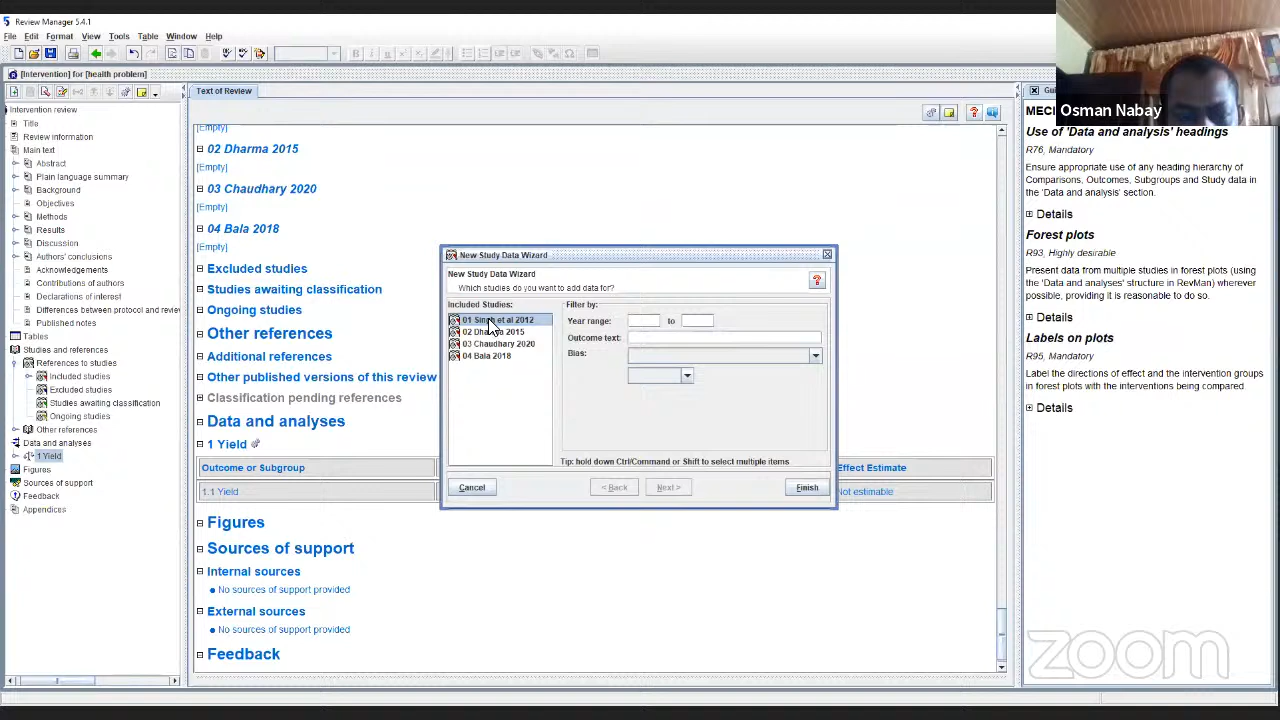 Review Manager 5.4.1
File Edit Format View Tools Table Window Help
[Intervention] for [health problem]
Intervention review
Title
Review information
Main text
Abstract
Plain language summary
Background
Objectives
Methods
Results
Discussion
Authors' conclusions
Acknowledgements
Contributions of authors
Declarations of interest
Differences between protocol and review
Published notes
Tables
Studies and references
References to studies
Included studies
Excluded studies
Studies awaiting classification
Ongoing studies
Other references
Data and analyses
1 Yield
Figures
Sources of support
Feedback
Appendices
Text of Review
[Empty]
02 Dharma 2015
[Empty]
03 Chaudhary 2020
[Empty]
04 Bala 2018
[Empty]
Excluded studies
Studies awaiting classification
Ongoing studies
Other references
Additional references
Other published versions of this review
Classification pending references
Data and analyses
1 Yield
Outcome or Subgroup
Effect Estimate
1.1 Yield
Not estimable
Figures
Sources of support
Internal sources
No sources of support provided
External sources
No sources of support provided
Feedback
New Study Data Wizard
New Study Data Wizard
Which studies do you want to add data for?
Included Studies:
01 Singh et al 2012
02 Dharma 2015
03 Chaudhary 2020
04 Bala 2018
Filter by:
Year range: to
Outcome text:
Bias:
Tip: hold down Ctrl/Command or Shift to select multiple items
Cancel
< Back
Next >
Finish
Osman Nabay
Use of 'Data and analysis' headings
R76, Mandatory
Ensure appropriate use of any heading hierarchy of
Comparisons, Outcomes, Subgroups and Study data in
the 'Data and analysis' section.
Details
Forest plots
R93, Highly desirable
Present data from multiple studies in forest plots (using
the 'Data and analyses' structure in RevMan) wherever
possible, providing it is reasonable to do so.
Details
Labels on plots
R95, Mandatory
Label the directions of effect and the intervention groups
in forest plots with the interventions being compared.
Details
zoom